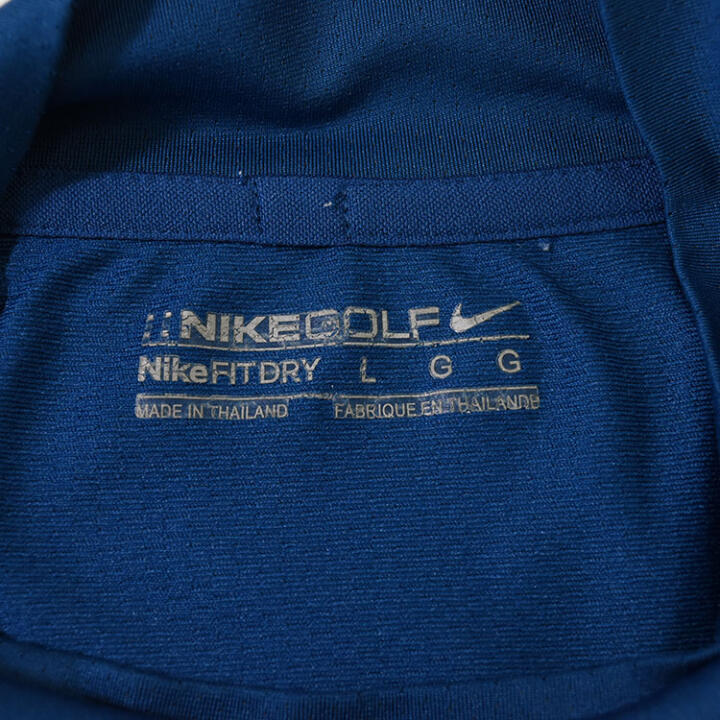 NIKEGOLF
NikeFIT DRY L G G
MADE IN THAILAND FABRIQUE EN THAILANDE